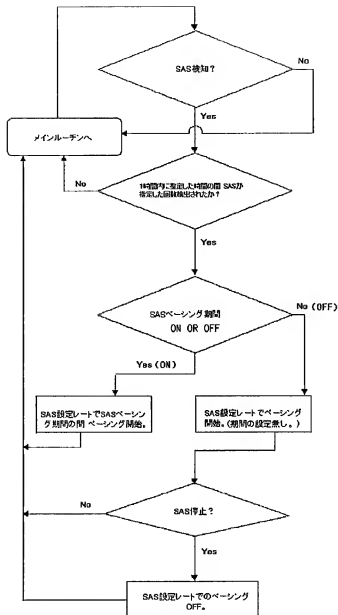 SAS検知？
No
Yes
メインルーチンへ
No
1時間内に指定した時間の間 SASが
指定した回数検出されたか？
Yes
SASペーシング期間
ON OR OFF
No (OFF)
Yes (ON)
SAS設定レートでSASペーシン
グ期間の間 ペーシング開始。
SAS設定レートでペーシング
開始。(期間の設定無し。)
No
SAS停止？
Yes
SAS設定レートでのペーシング
OFF。